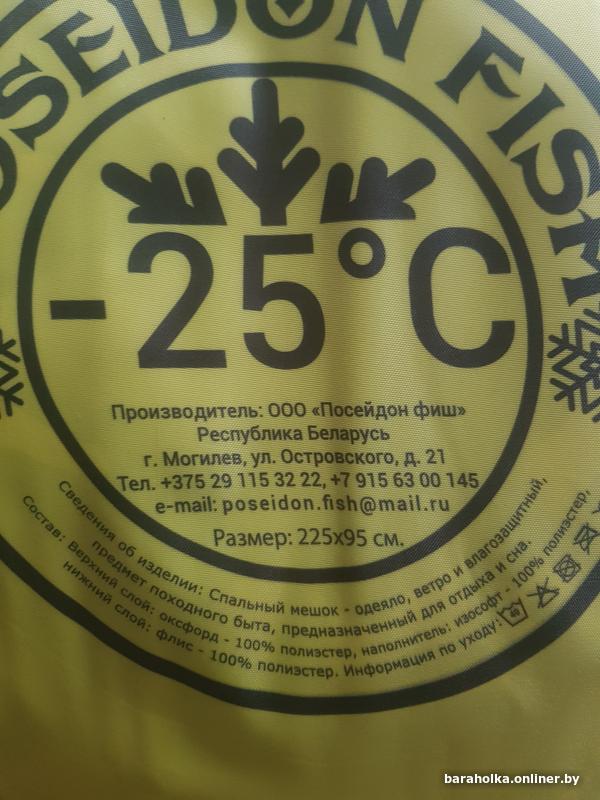 POSEIDON FISH
-25°C
Производитель: ООО «Посейдон фиш»
Республика Беларусь
г. Могилев, ул. Островского, д. 21
Тел. +375 29 115 32 22, +7 915 63 00 145
e-mail: poseidon.fish@mail.ru
Размер: 225х95 см.
Сведения об изделии: Спальный мешок - одеяло, ветро и влагозащитный,
предмет походного быта, предназначенный для отдыха и сна.
Состав: Верхний слой: оксфорд - 100% полиэстер, наполнитель: изософт - 100% полиэстер,
нижний слой: флис - 100% полиэстер. Информация по уходу:
baraholka.onliner.by